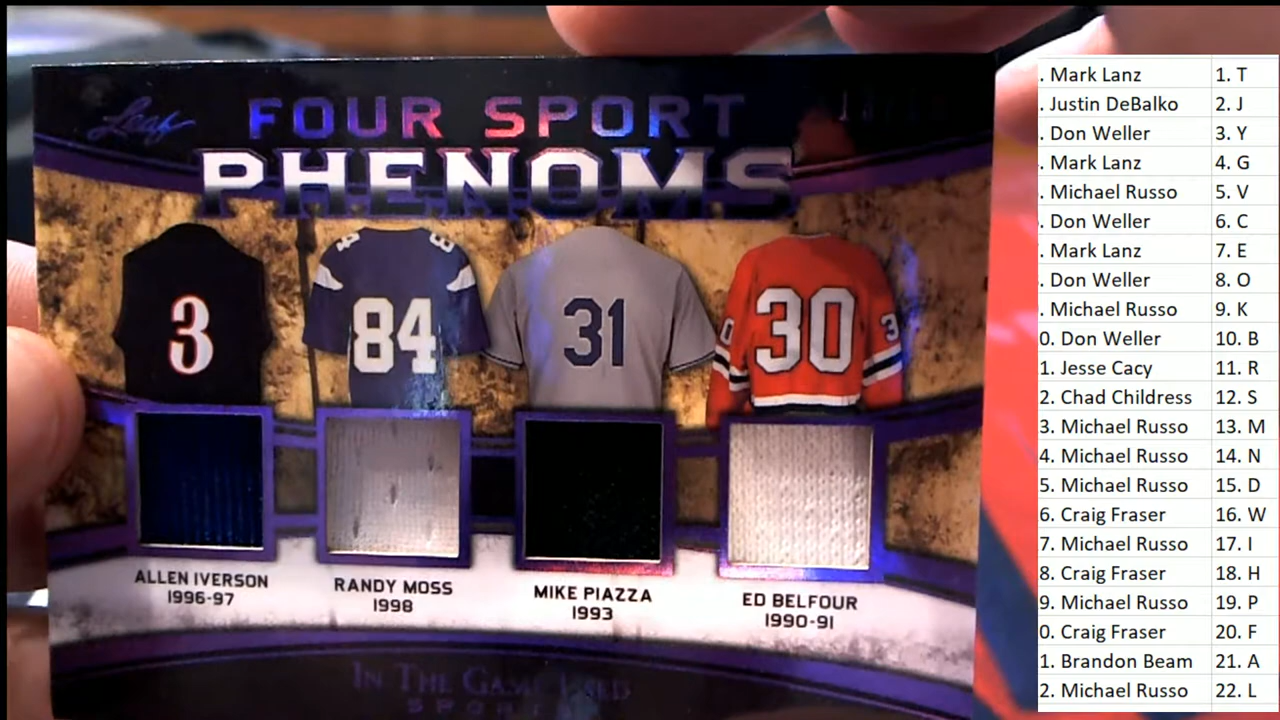 Leaf
FOUR SPORT
PHENOMS
3
84
31
30
ALLEN IVERSON
1996-97
RANDY MOSS
1998
MIKE PIAZZA
1993
ED BELFOUR
1990-91
IN THE GAME USED
SPORTS
. Mark Lanz 1. T
. Justin DeBalko 2. J
. Don Weller 3. Y
. Mark Lanz 4. G
. Michael Russo 5. V
. Don Weller 6. C
. Mark Lanz 7. E
. Don Weller 8. O
. Michael Russo 9. K
0. Don Weller 10. B
1. Jesse Cacy 11. R
2. Chad Childress 12. S
3. Michael Russo 13. M
4. Michael Russo 14. N
5. Michael Russo 15. D
6. Craig Fraser 16. W
7. Michael Russo 17. I
8. Craig Fraser 18. H
9. Michael Russo 19. P
0. Craig Fraser 20. F
1. Brandon Beam 21. A
2. Michael Russo 22. L